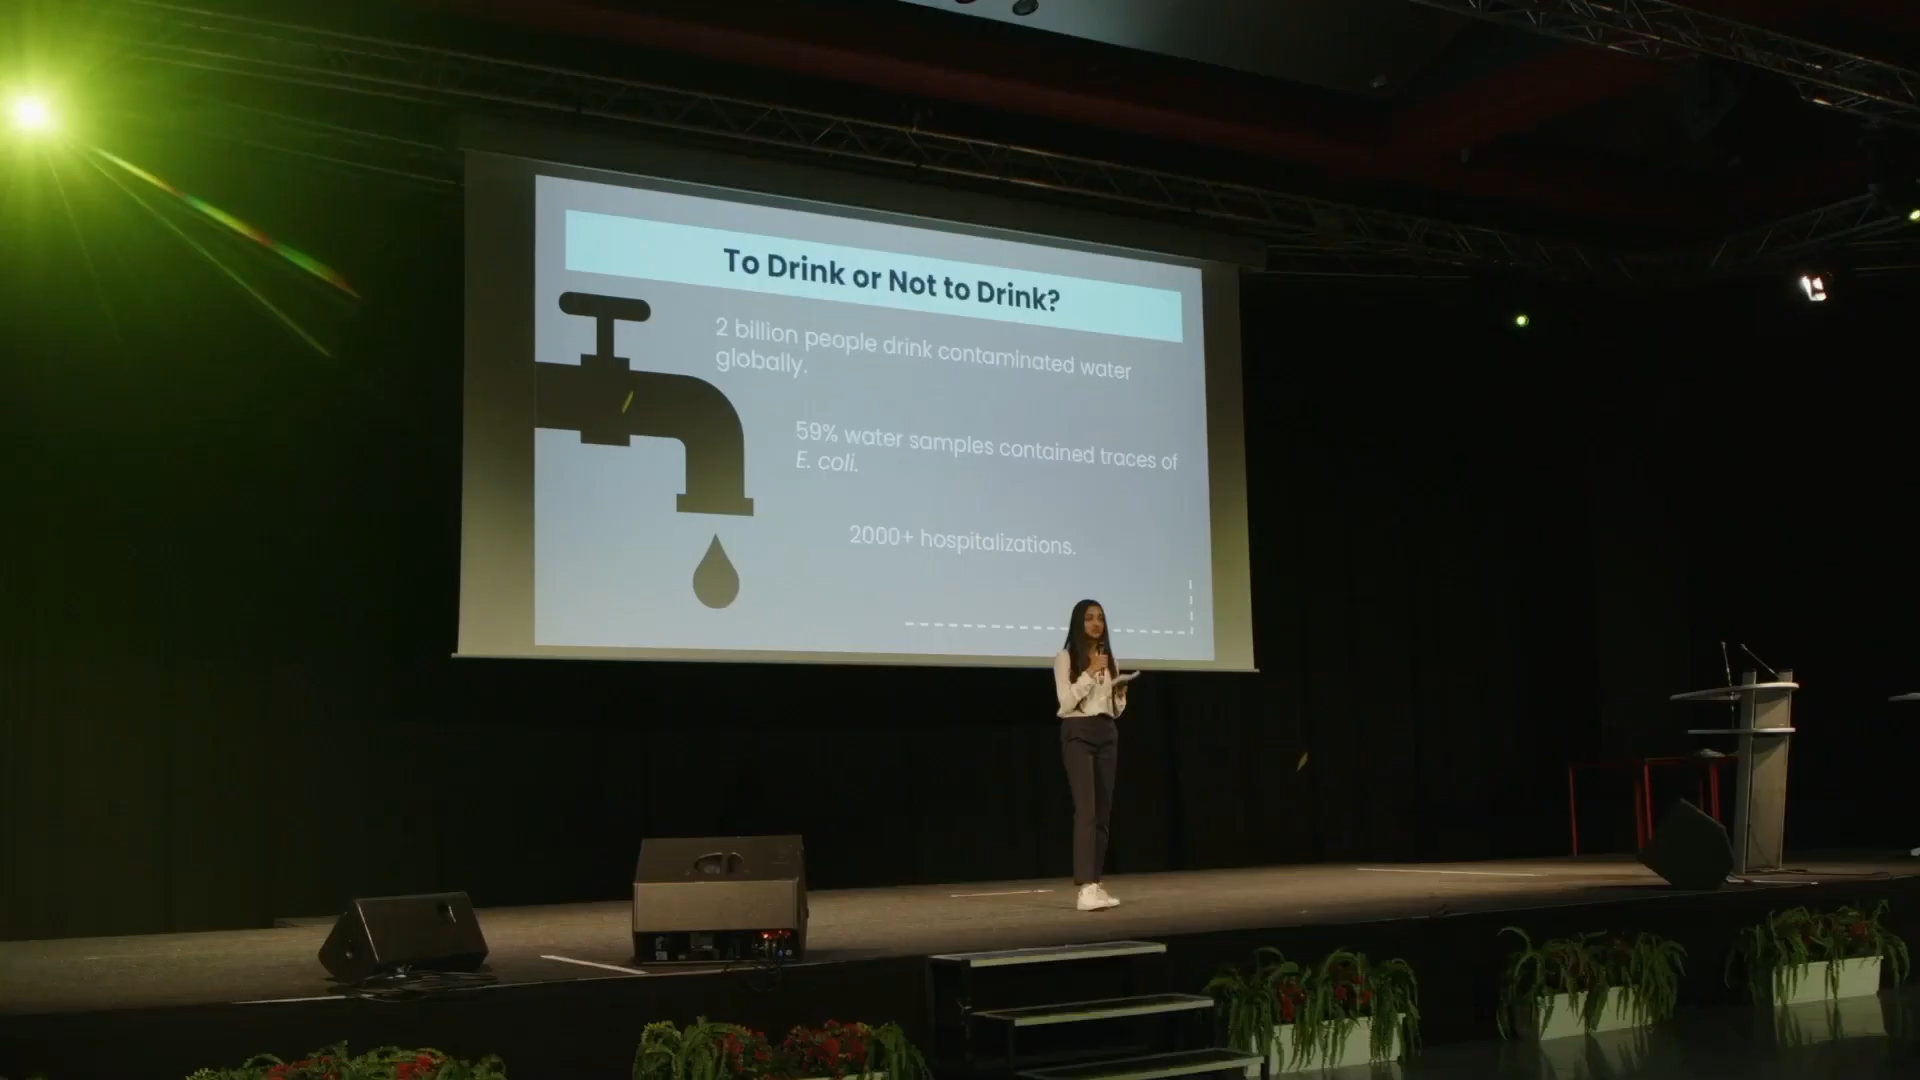 To Drink or Not to Drink?
2 billion people drink contaminated water
globally.
59% water samples contained traces of
E. coli.
2000+ hospitalizations.